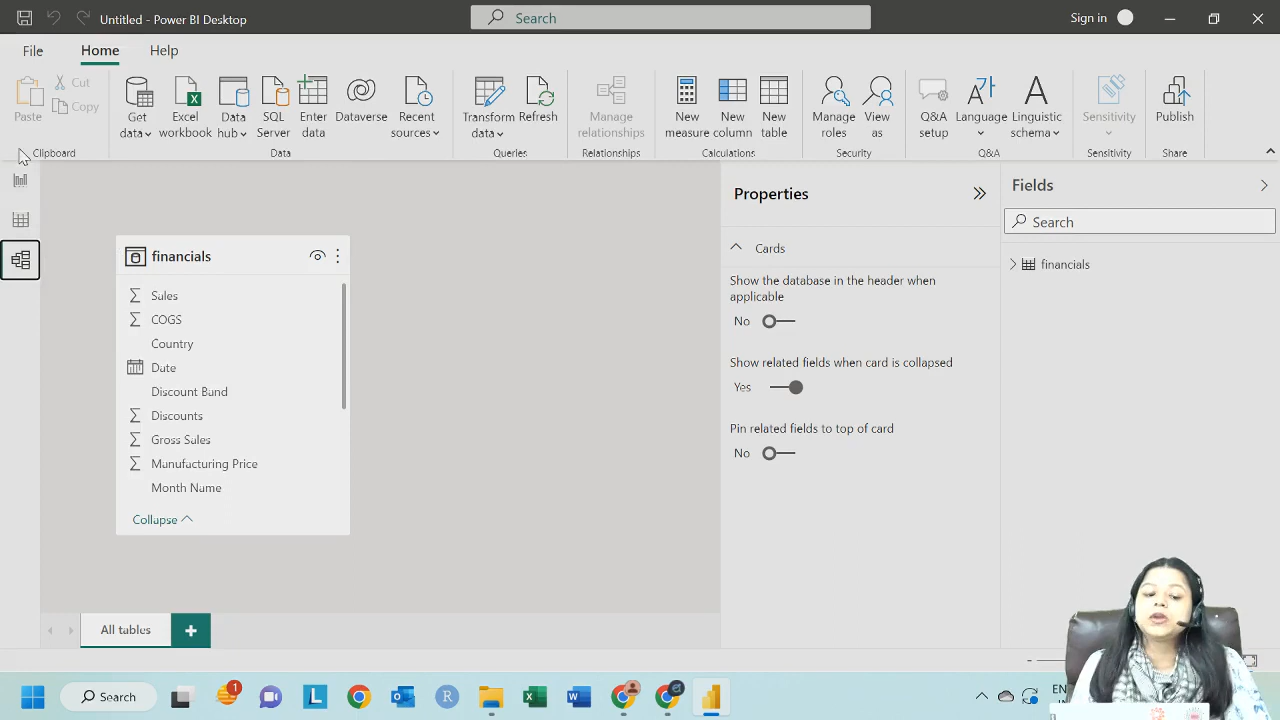 Untitled - Power BI Desktop
Search
Sign in
File
Home
Help
Paste
Cut
Copy
Clipboard
Get data
Excel workbook
Data hub
SQL Server
Enter data
Dataverse
Recent sources
Data
Transform data
Refresh
Queries
Manage relationships
Relationships
New measure
New column
New table
Calculations
Manage roles
View as
Security
Q&A setup
Language
Linguistic schema
Q&A
Sensitivity
Sensitivity
Publish
Share
financials
Sales
COGS
Country
Date
Discount Band
Discounts
Gross Sales
Manufacturing Price
Month Name
Collapse
Properties
Cards
Show the database in the header when
applicable
No
Show related fields when card is collapsed
Yes
Pin related fields to top of card
No
Fields
Search
financials
All tables
Search
1
L
R